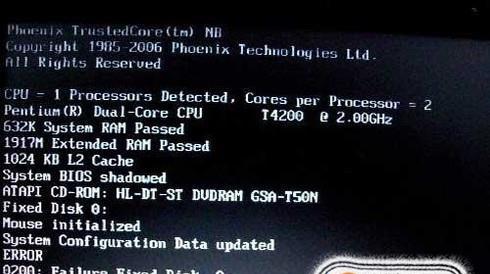 Phoenix TrustedCore(tm) NB
Copyright 1985-2006 Phoenix Technologies Ltd.
All Rights Reserved
CPU = 1 Processors Detected, Cores per Processor = 2
Pentium(R) Dual-Core CPU T4200 @ 2.00GHz
632K System RAM Passed
1917M Extended RAM Passed
1024 KB L2 Cache
System BIOS shadowed
ATAPI CD-ROM: HL-DT-ST DVDRAM GSA-T50N
Fixed Disk 0:
Mouse initialized
System Configuration Data updated
ERROR
0200: Failure Fixed Disk 0